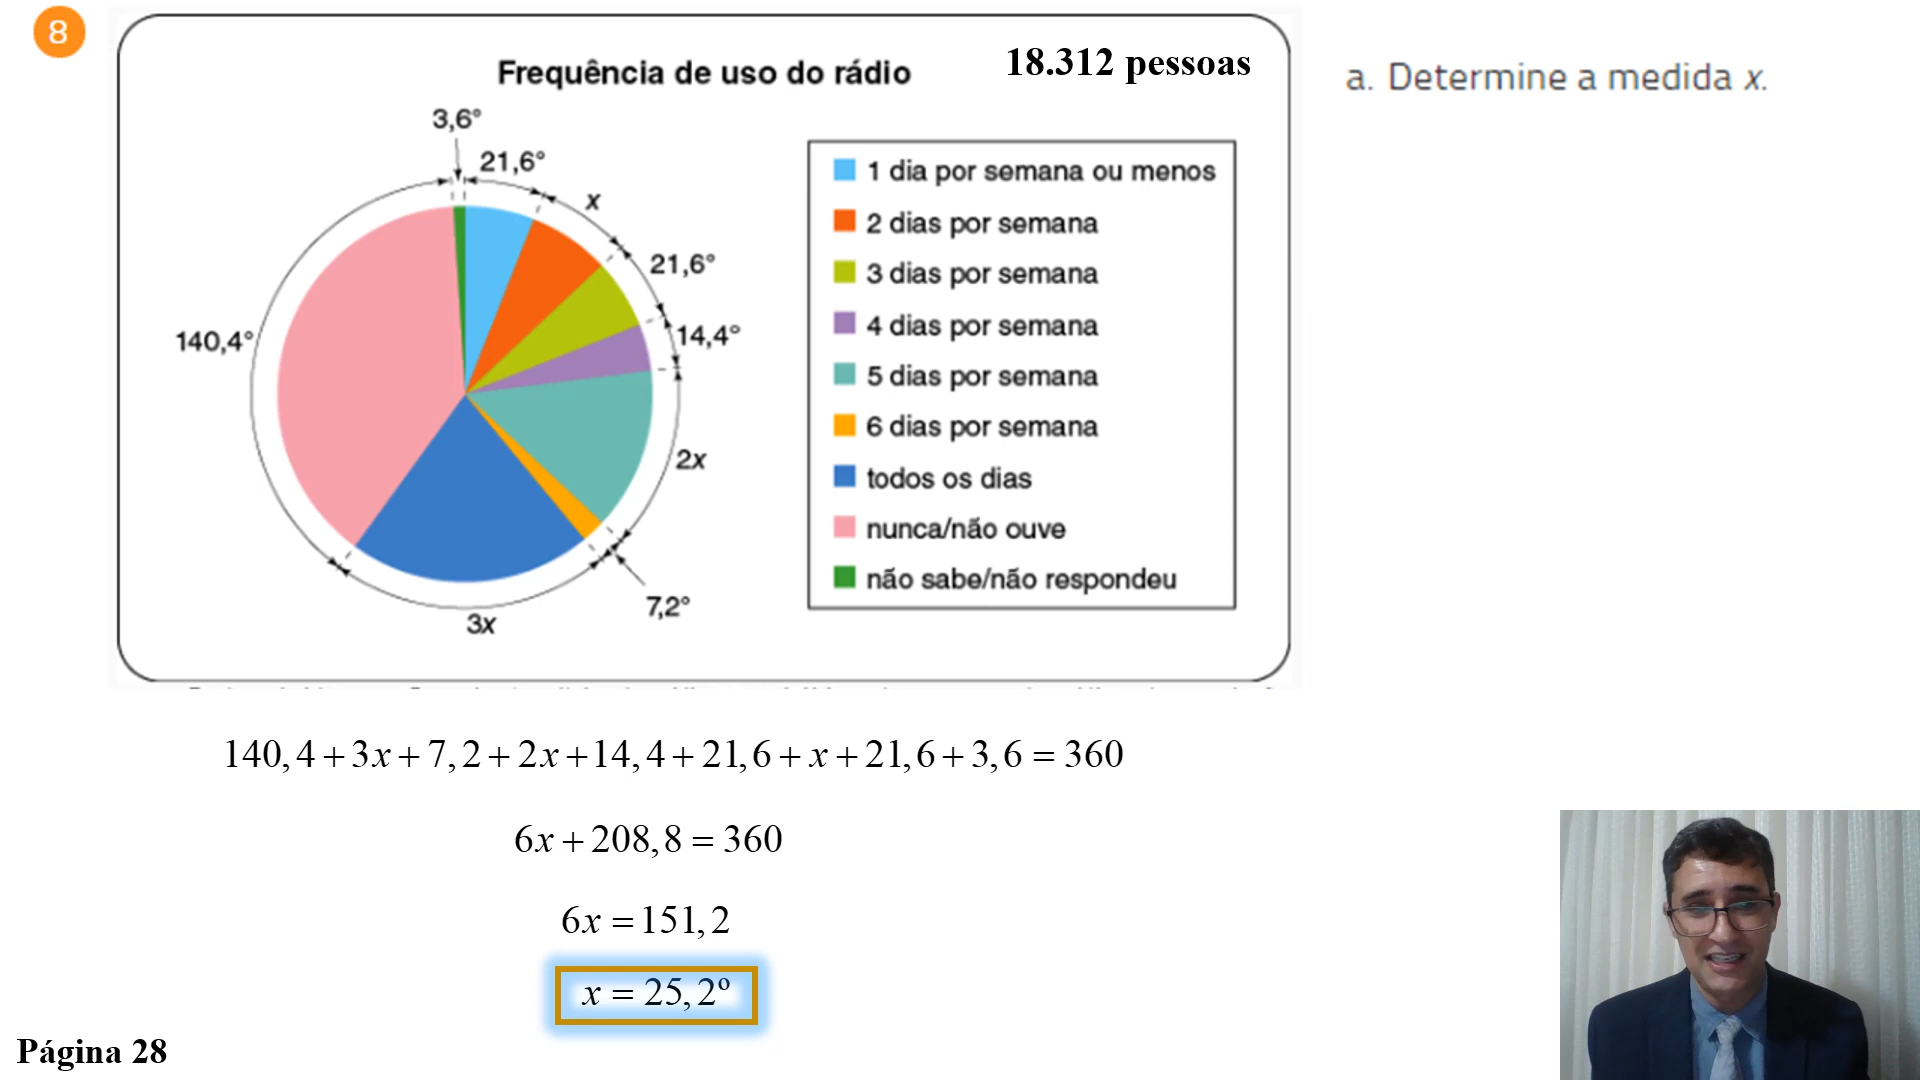 8
Frequência de uso do rádio
18.312 pessoas
a. Determine a medida x.
3,6°
21,6°
x
21,6°
14,4°
140,4°
2x
7,2°
3x
1 dia por semana ou menos
2 dias por semana
3 dias por semana
4 dias por semana
5 dias por semana
6 dias por semana
todos os dias
nunca/não ouve
não sabe/não respondeu
140,4+3x+7,2+2x+14,4+21,6+x+21,6+3,6=360
6x+208,8=360
6x=151,2
x=25,2º
Página 28